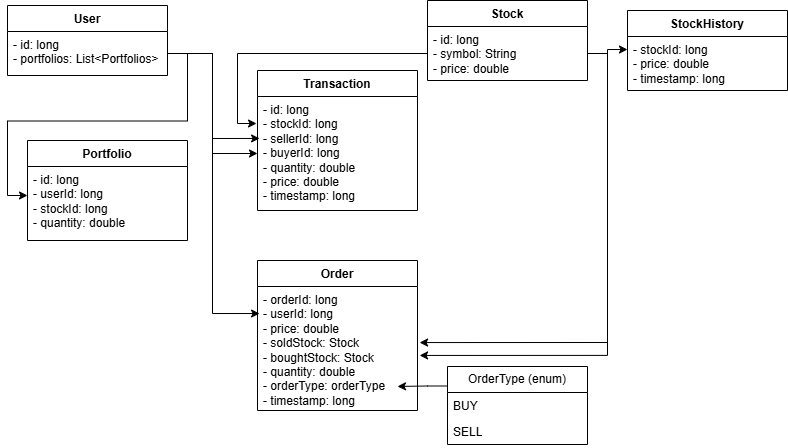 User
- id: long
- portfolios: List<Portfolios>
Stock
- id: long
- symbol: String
- price: double
StockHistory
- stockId: long
- price: double
- timestamp: long
Transaction
- id: long
- stockId: long
- sellerId: long
- buyerId: long
- quantity: double
- price: double
- timestamp: long
Portfolio
- id: long
- userId: long
- stockId: long
- quantity: double
Order
- orderId: long
- userId: long
- price: double
- soldStock: Stock
- boughtStock: Stock
- quantity: double
- orderType: orderType
- timestamp: long
OrderType (enum)
BUY
SELL